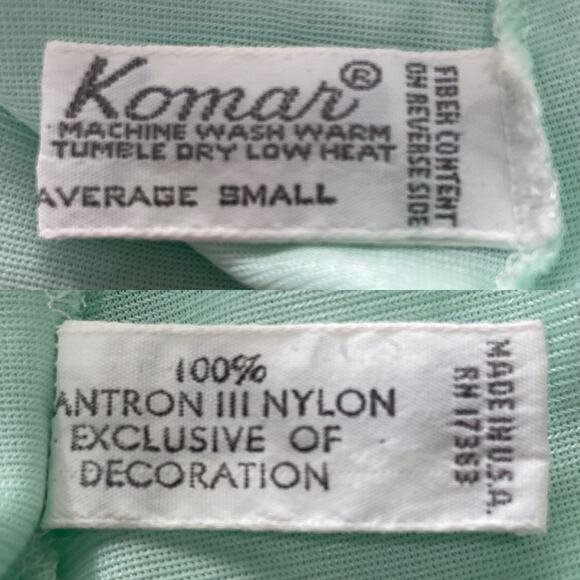 Komar®
MACHINE WASH WARM
TUMBLE DRY LOW HEAT
AVERAGE SMALL
FIBER CONTENT
ON REVERSE SIDE
100%
ANTRON III NYLON
EXCLUSIVE OF
DECORATION
MADE IN U.S.A.
RN 17363